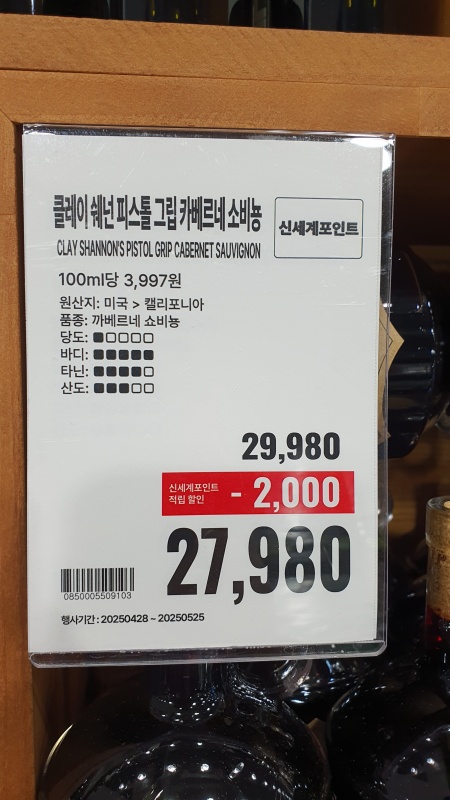 클레이 쉐넌 피스톨 그립 카베르네 소비뇽
신세계포인트
CLAY SHANNON'S PISTOL GRIP CABERNET SAUVIGNON
100ml당 3,997원
원산지: 미국 > 캘리포니아
품종: 까베르네 쇼비뇽
당도: ■□□□□
바디: ■■■■■
타닌: ■■■■□
산도: ■■■□□
29,980
신세계포인트
적립 할인
- 2,000
27,980
0850005509103
행사기간 : 20250428 ~ 20250525